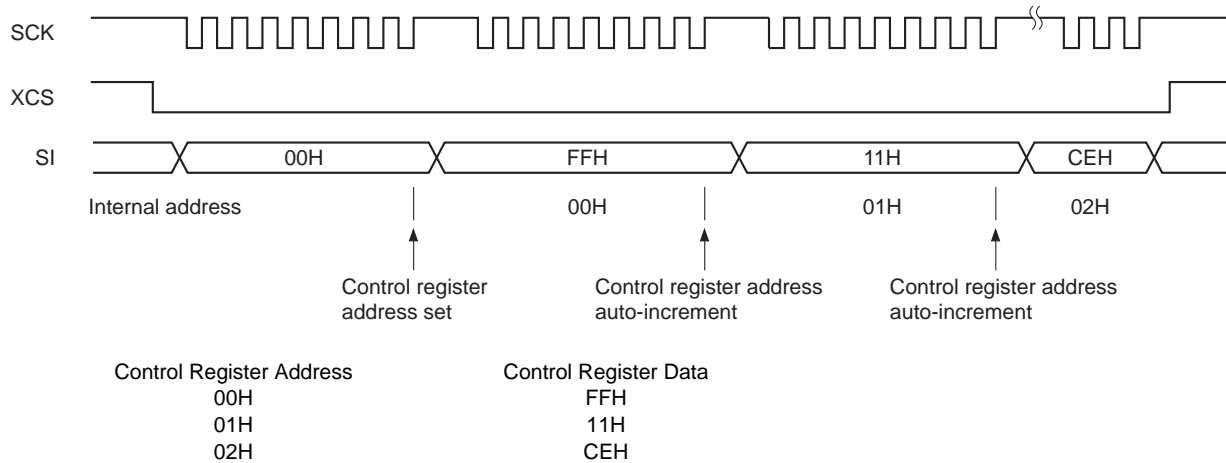 SCK
XCS
SI 00H FFH 11H CEH
Internal address 00H 01H 02H
Control register address set
Control register address auto-increment
Control register address auto-increment
Control Register Address Control Register Data
00H FFH
01H 11H
02H CEH